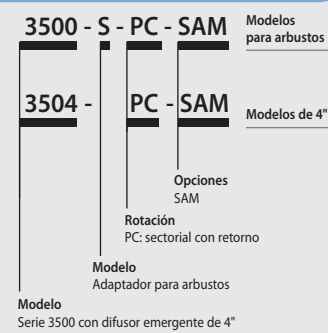 3500 - S - PC - SAM
Modelos
para arbustos
3504 - PC - SAM
Modelos de 4"
Opciones
SAM
Rotación
PC: sectorial con retorno
Modelo
Adaptador para arbustos
Modelo
Serie 3500 con difusor emergente de 4"